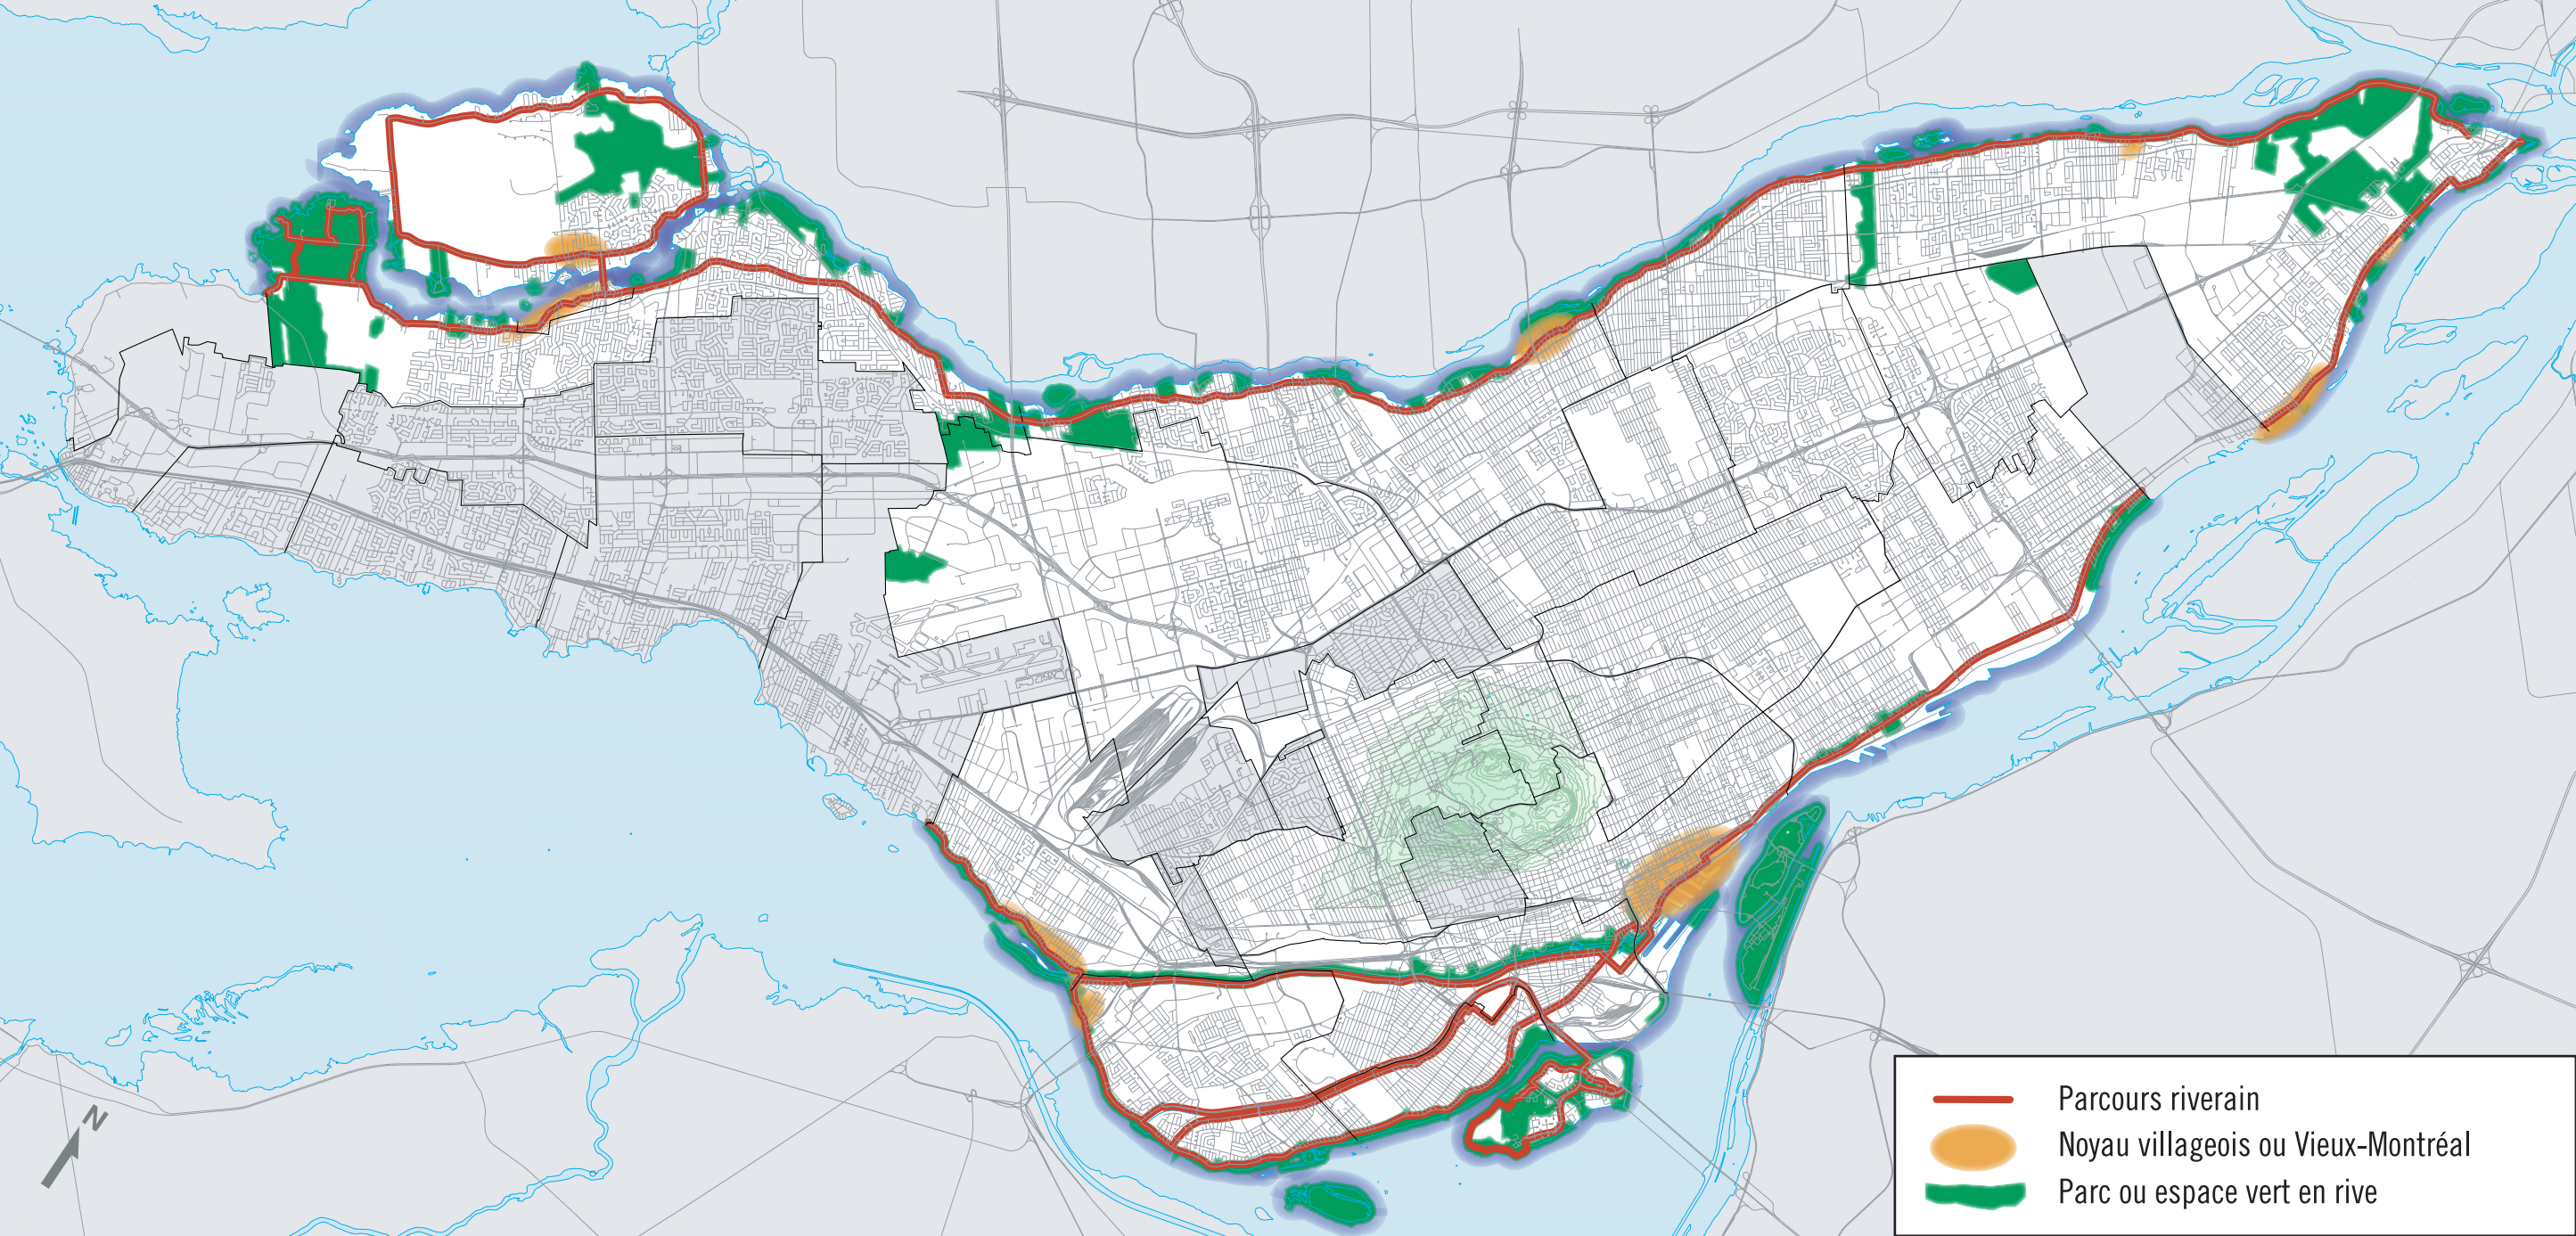 N
Parcours riverain
Noyau villageois ou Vieux-Montréal
Parc ou espace vert en rive